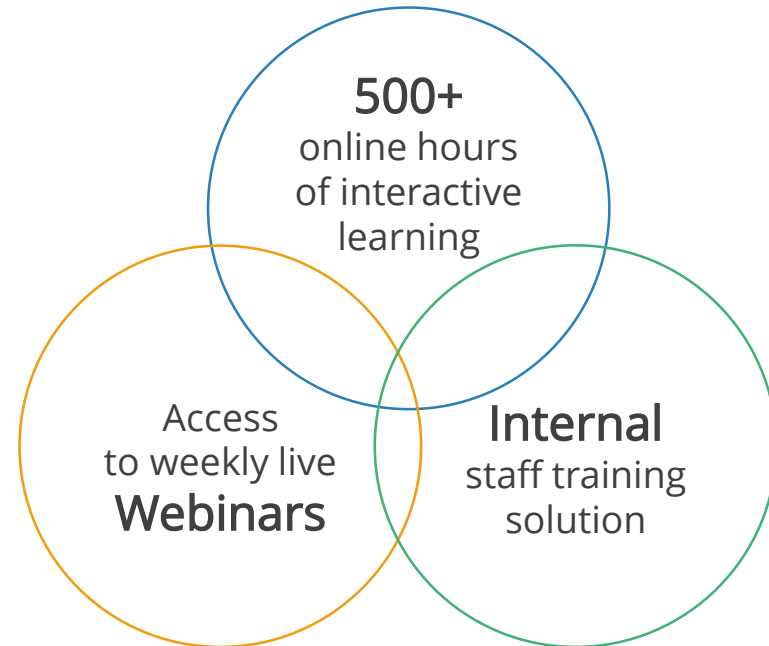 500+
online hours
of interactive
learning
Access
to weekly live
Webinars
Internal
staff training
solution